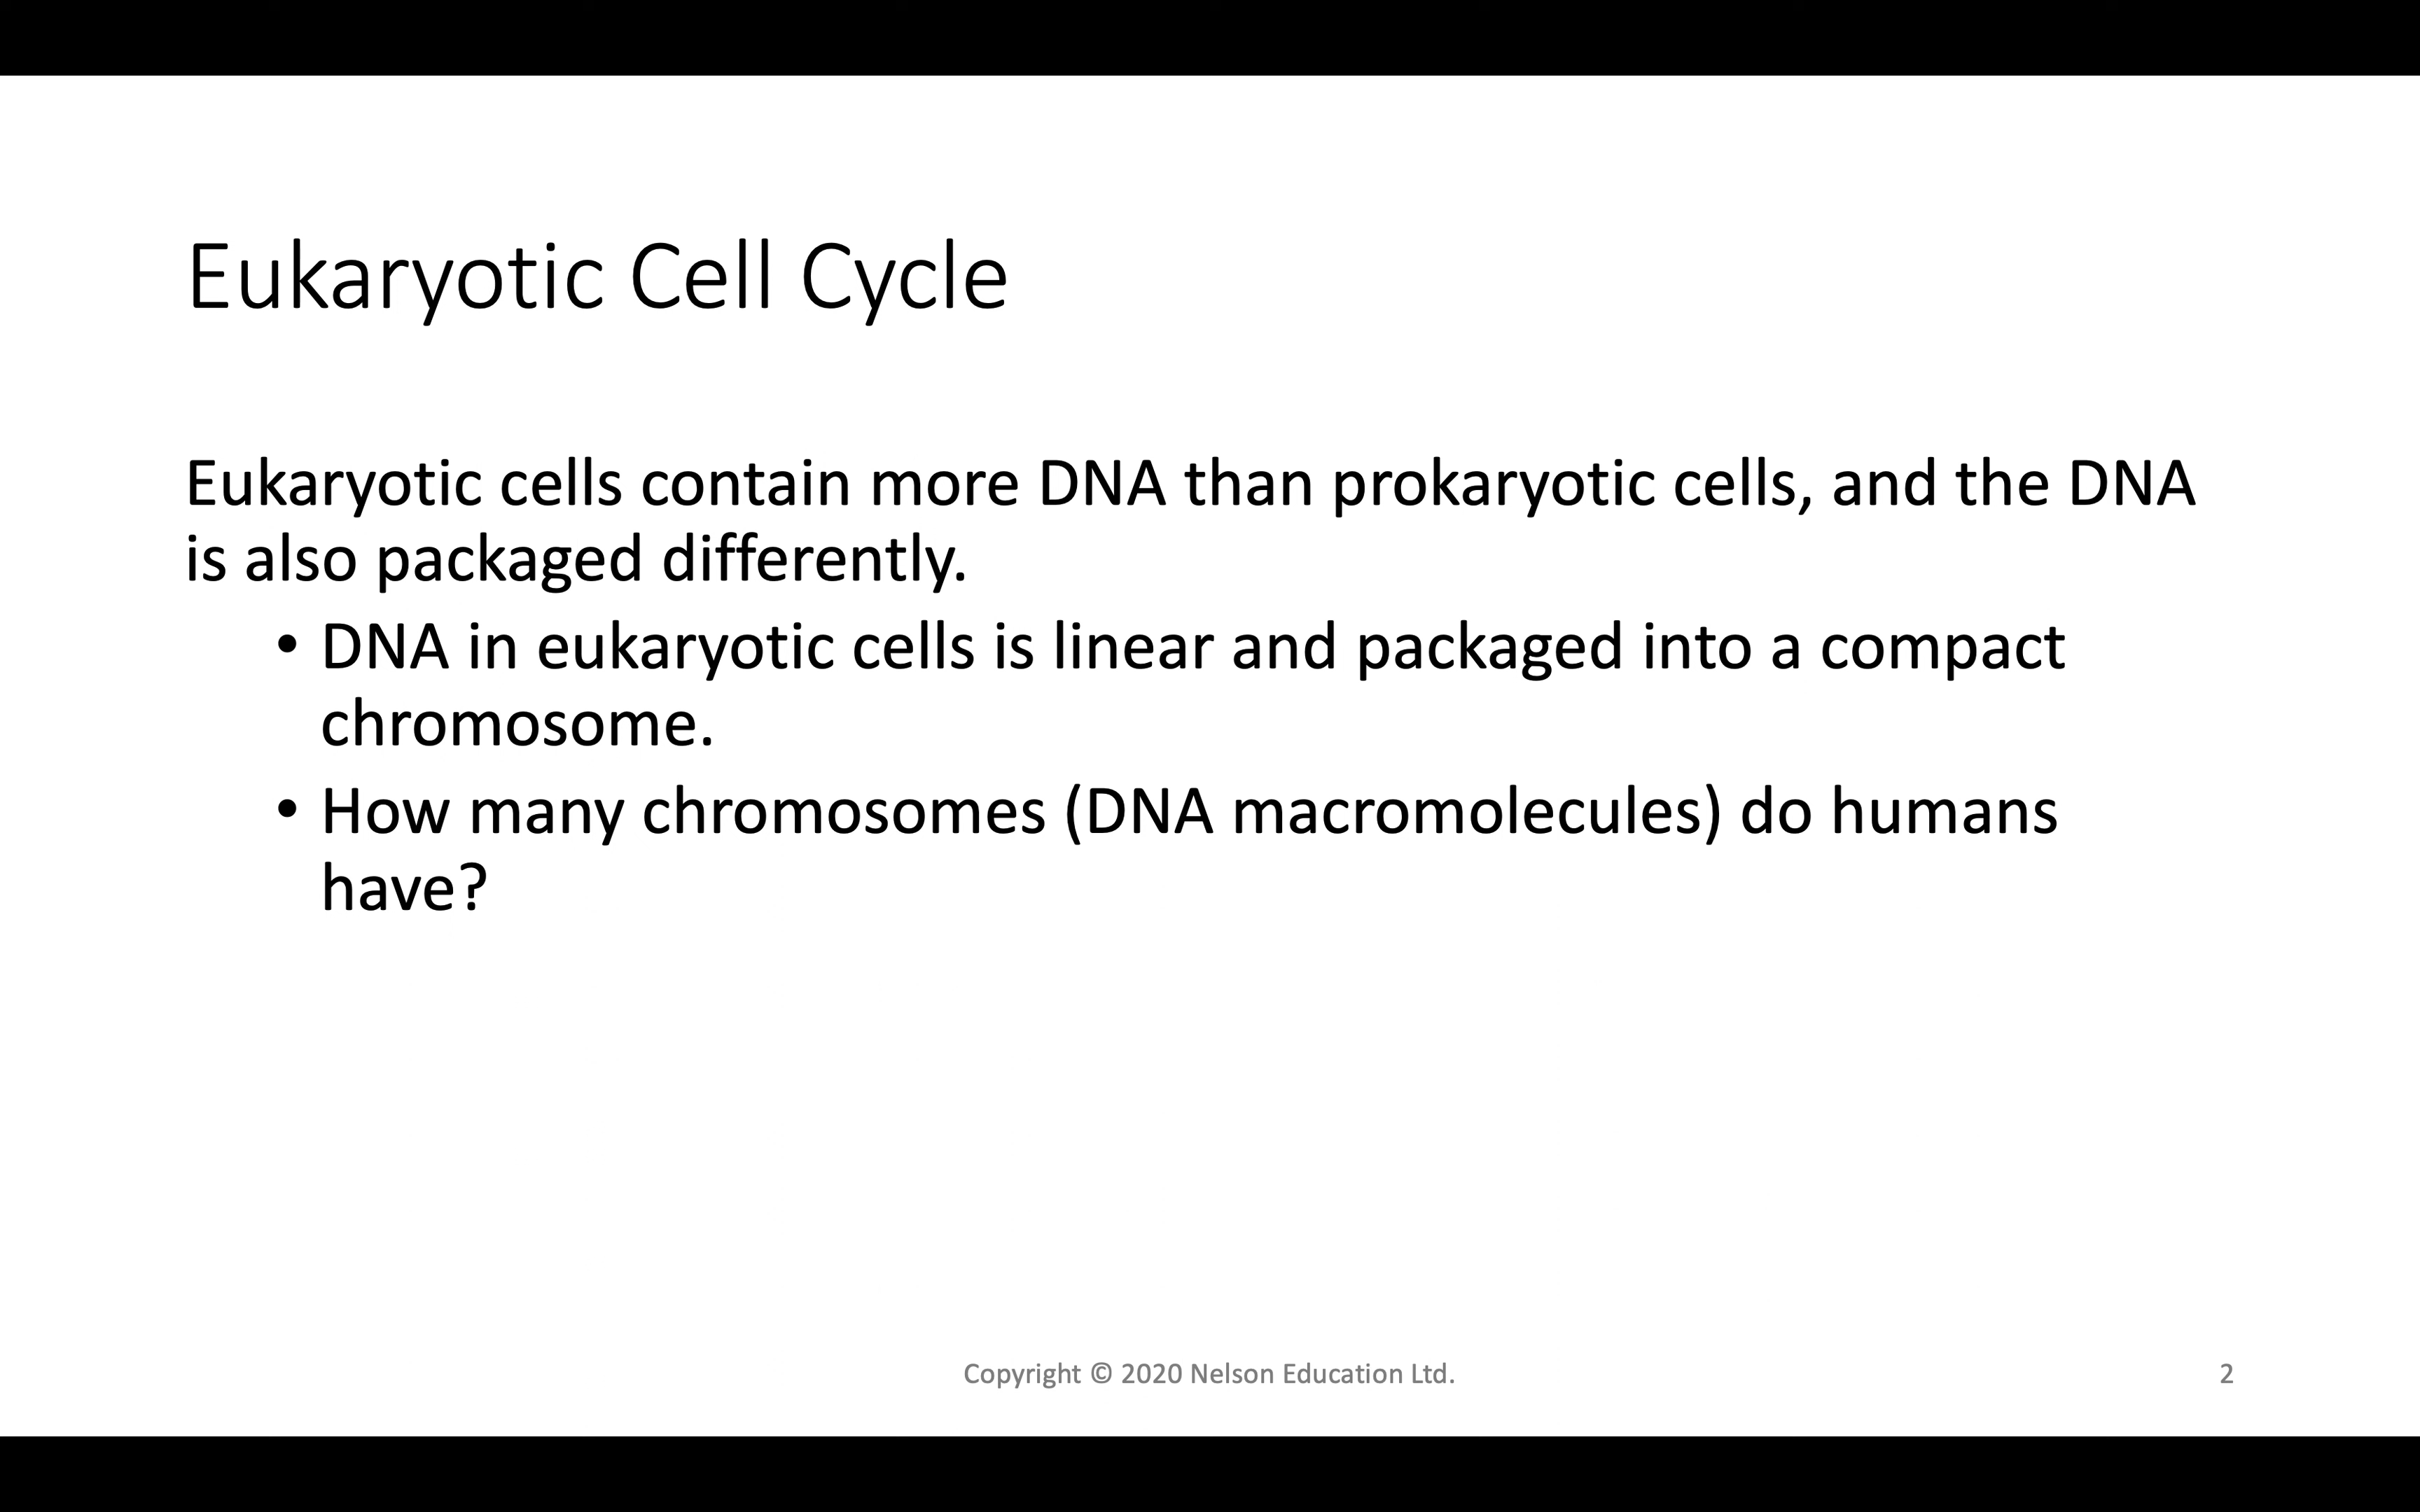 Eukaryotic Cell Cycle
Eukaryotic cells contain more DNA than prokaryotic cells, and the DNA
is also packaged differently.
• DNA in eukaryotic cells is linear and packaged into a compact
chromosome.
• How many chromosomes (DNA macromolecules) do humans
have?
Copyright © 2020 Nelson Education Ltd.
2